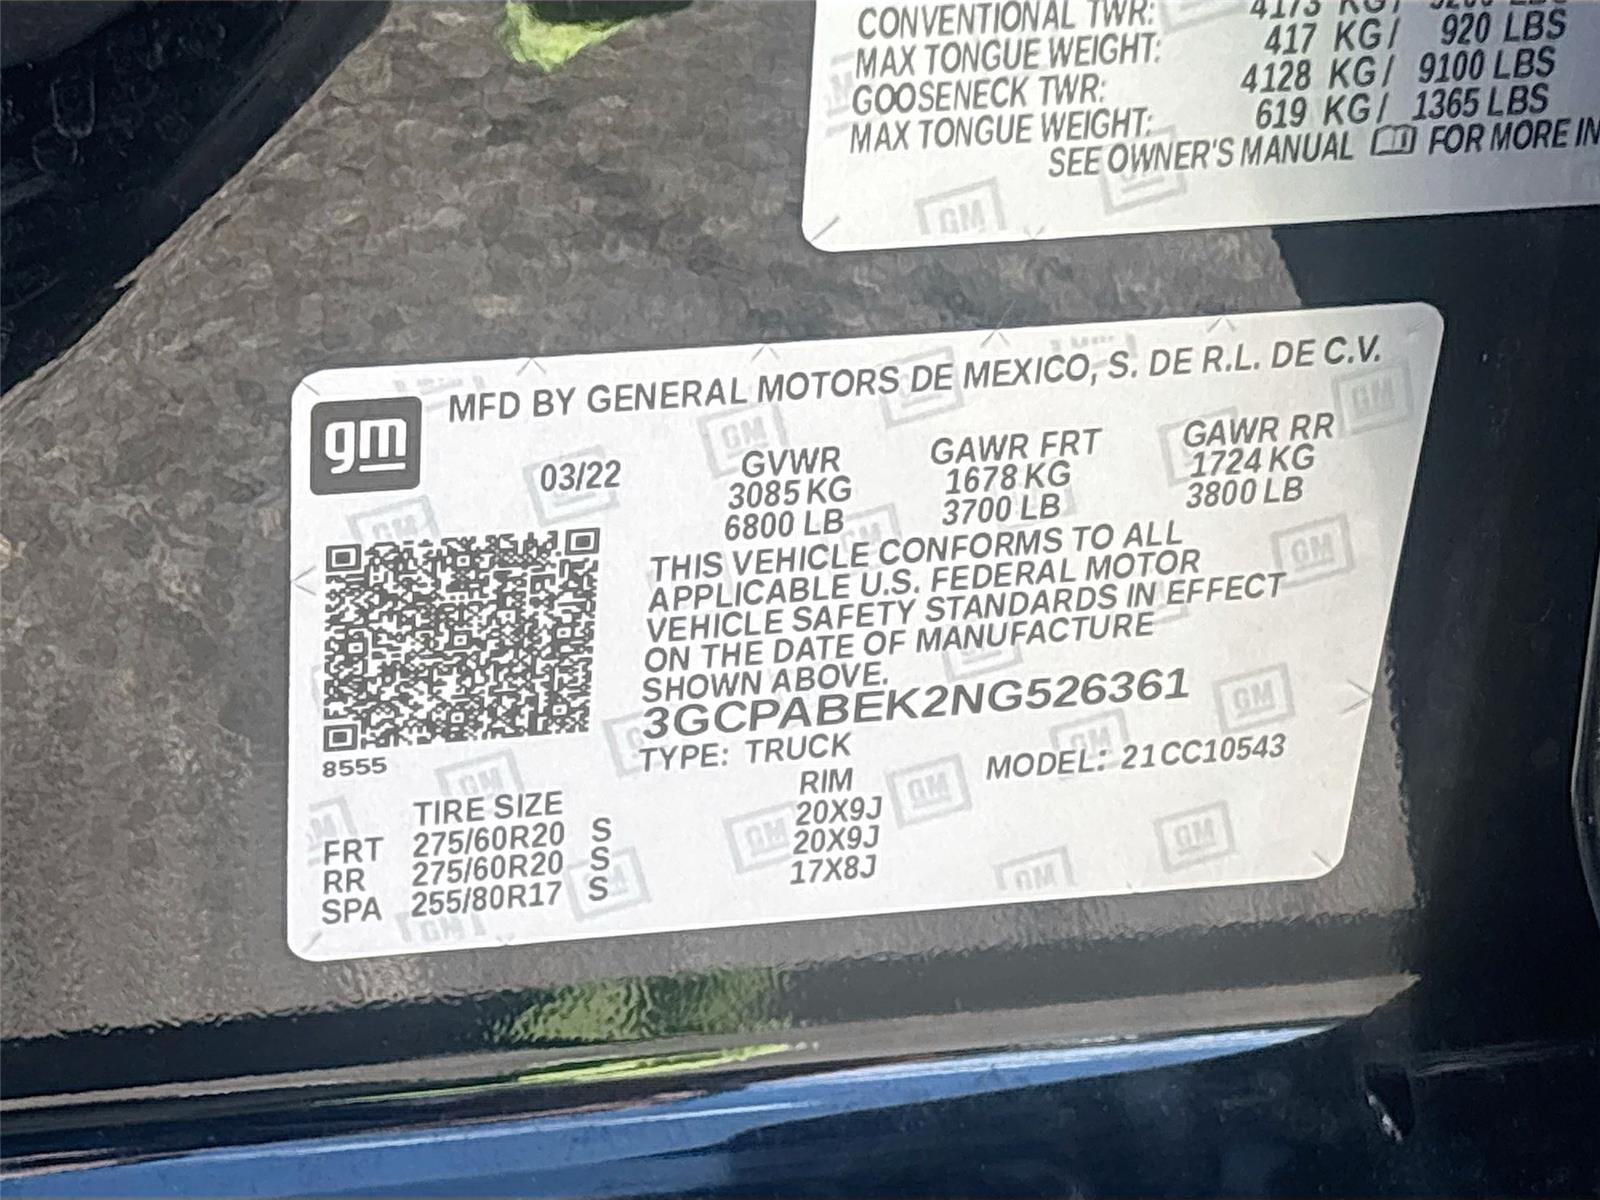 CONVENTIONAL TWR: 4173 KG/
MAX TONGUE WEIGHT: 417 KG/ 920 LBS
GOOSENECK TWR: 4128 KG/ 9100 LBS
MAX TONGUE WEIGHT: 619 KG/ 1365 LBS
SEE OWNER'S MANUAL FOR MORE IN
gm
MFD BY GENERAL MOTORS DE MEXICO, S. DE R.L. DE C.V.
03/22
GVWR GAWR FRT GAWR RR
3085 KG 1678 KG 1724 KG
6800 LB 3700 LB 3800 LB
THIS VEHICLE CONFORMS TO ALL
APPLICABLE U.S. FEDERAL MOTOR
VEHICLE SAFETY STANDARDS IN EFFECT
ON THE DATE OF MANUFACTURE
SHOWN ABOVE.
3GCPABEK2NG526361
8555
TYPE: TRUCK MODEL: 21CC10543
TIRE SIZE RIM
FRT 275/60R20 S 20X9J
RR 275/60R20 S 20X9J
SPA 255/80R17 S 17X8J